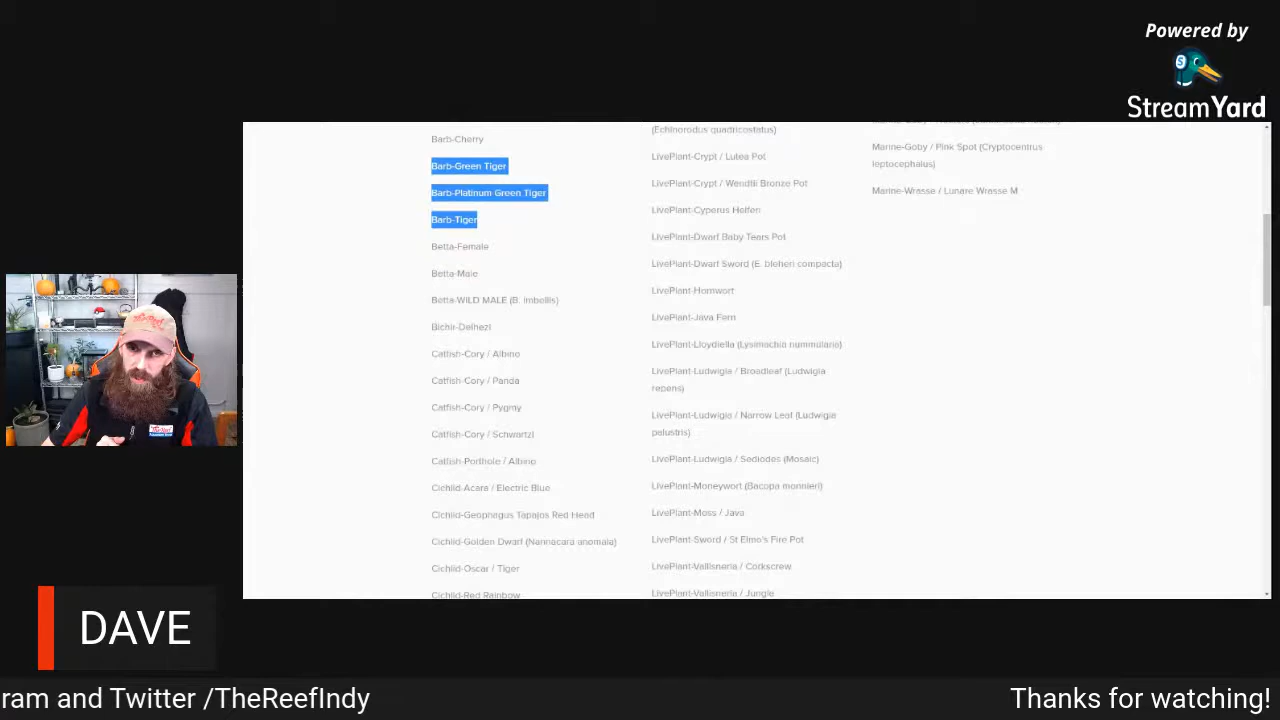 Powered by
StreamYard
Barb-Cherry
Barb-Green Tiger
Barb-Platinum Green Tiger
Barb-Tiger
Betta-Female
Betta-Male
Betta-WILD MALE (B. imbellis)
Bichir-Delhezi
Catfish-Cory / Albino
Catfish-Cory / Panda
Catfish-Cory / Pygmy
Catfish-Cory / Schwartzi
Catfish-Porthole / Albino
Cichlid-Acara / Electric Blue
Cichlid-Geophagus Tapajos Red Head
Cichlid-Golden Dwarf (Nannacara anomala)
Cichlid-Oscar / Tiger
Cichlid-Red Rainbow
(Echinorodus quadricostatus)
LivePlant-Crypt / Lutea Pot
LivePlant-Crypt / Wendtii Bronze Pot
LivePlant-Cyperus Helferi
LivePlant-Dwarf Baby Tears Pot
LivePlant-Dwarf Sword (E. bleheri compacta)
LivePlant-Hornwort
LivePlant-Java Fern
LivePlant-Lloydiella (Lysimachia nummularia)
LivePlant-Ludwigia / Broadleaf (Ludwigia
repens)
LivePlant-Ludwigia / Narrow Leaf (Ludwigia
palustris)
LivePlant-Ludwigia / Sediodes (Mosaic)
LivePlant-Moneywort (Bacopa monnieri)
LivePlant-Moss / Java
LivePlant-Sword / St Elmo's Fire Pot
LivePlant-Vallisneria / Corkscrew
LivePlant-Vallisneria / Jungle
Marine-Goby / Pink Spot (Cryptocentrus
leptocephalus)
Marine-Wrasse / Lunare Wrasse M
DAVE
ram and Twitter /TheReefIndy
Thanks for watching!